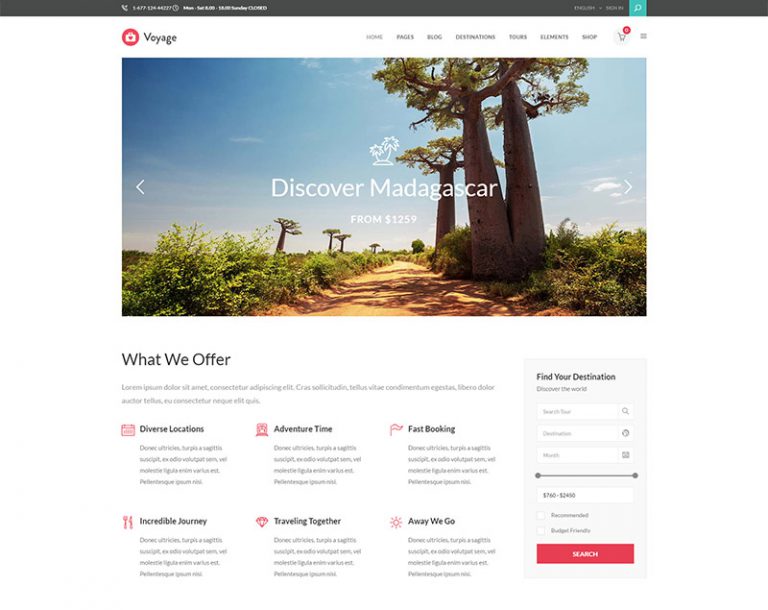 1-677-124-44227 Mon - Sat 8.00 - 18.00 Sunday CLOSED
ENGLISH SIGN IN
Voyage
HOME PAGES BLOG DESTINATIONS TOURS ELEMENTS SHOP 0
Discover Madagascar
FROM $1259
What We Offer
Lorem ipsum dolor sit amet, consectetur adipiscing elit. Cras sollicitudin, tellus vitae condimentum egestas, libero dolor
auctor tellus, eu consectetur neque elit quis.
Diverse Locations
Donec ultricies, turpis a sagittis
suscipit, ex odio volutpat sem, vel
molestie ligula enim varius est.
Pellentesque ipsum nisi.
Adventure Time
Donec ultricies, turpis a sagittis
suscipit, ex odio volutpat sem, vel
molestie ligula enim varius est.
Pellentesque ipsum nisi.
Fast Booking
Donec ultricies, turpis a sagittis
suscipit, ex odio volutpat sem, vel
molestie ligula enim varius est.
Pellentesque ipsum nisi.
Incredible Journey
Donec ultricies, turpis a sagittis
suscipit, ex odio volutpat sem, vel
molestie ligula enim varius est.
Pellentesque ipsum nisi.
Traveling Together
Donec ultricies, turpis a sagittis
suscipit, ex odio volutpat sem, vel
molestie ligula enim varius est.
Pellentesque ipsum nisi.
Away We Go
Donec ultricies, turpis a sagittis
suscipit, ex odio volutpat sem, vel
molestie ligula enim varius est.
Pellentesque ipsum nisi.
Find Your Destination
Discover the world
Search Tour
Destination
Month
$760 - $2450
Recommended
Budget Friendly
SEARCH